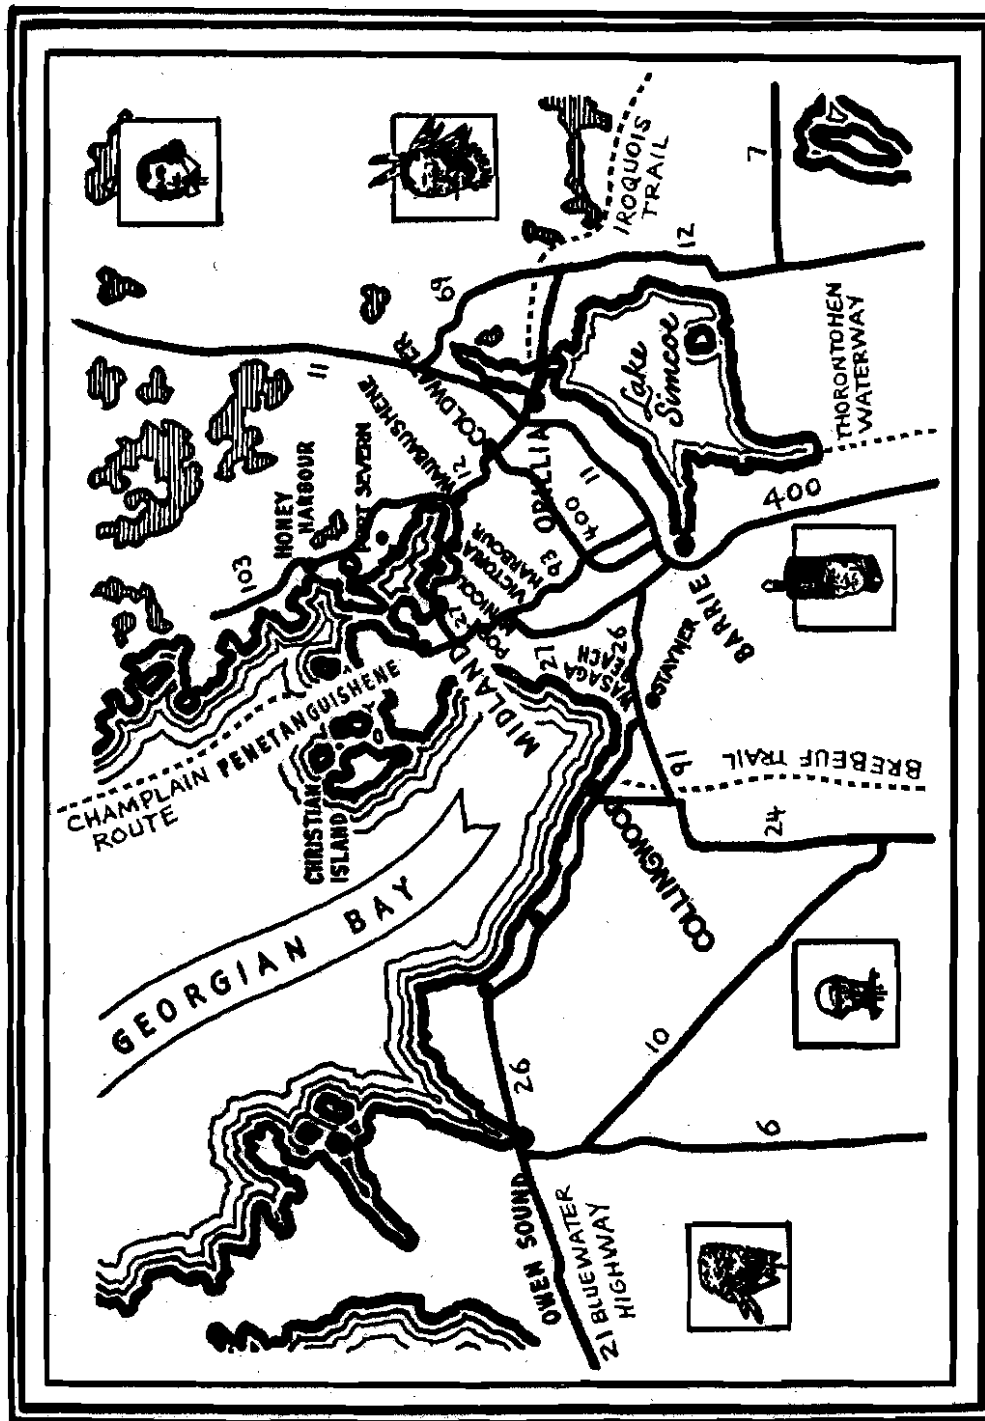 GEORGIAN BAY
CHAMPLAIN
ROUTE
CHRISTIAN
ISLAND
PENETANGUISHENE
MIDLAND
103
HONEY
HARBOUR
PORT SEVERN
WAUBAUSHENE
COLDWATER
11
69
12
VICTORIA
HARBOUR
27
93
400
11
ORILLIA
Lake
Simcoe
IROQUOIS
TRAIL
12
7
THORONTOHEN
WATERWAY
400
BARRIE
STAYNER
WASAGA
BEACH
27
26
91
BREBEUF TRAIL
24
COLLINGWOOD
10
26
6
OWEN SOUND
21 BLUEWATER
HIGHWAY